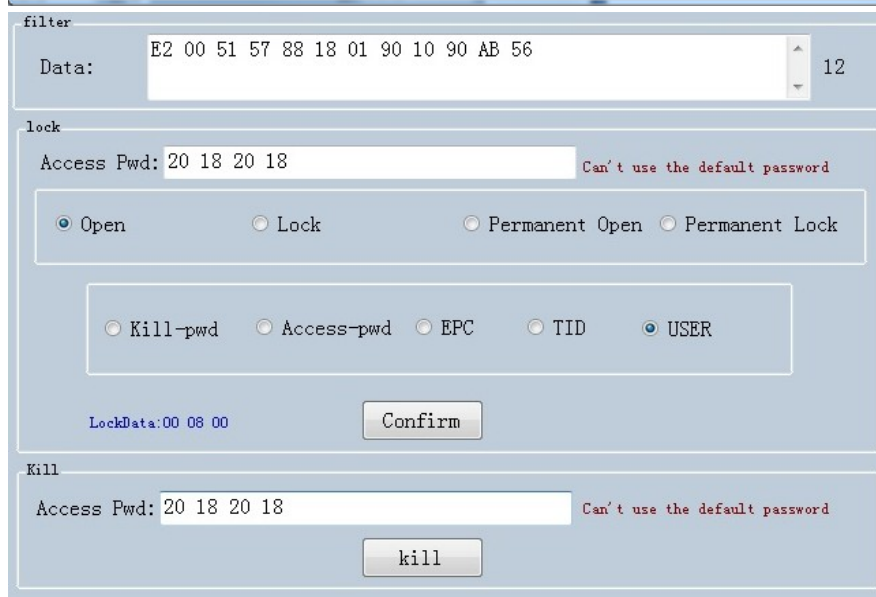 filter
Data: E2 00 51 57 88 18 01 90 10 90 AB 56 12
lock
Access Pwd: 20 18 20 18 Can't use the default password
Open Lock Permanent Open Permanent Lock
Kill-pwd Access-pwd EPC TID USER
LockData:00 08 00 Confirm
Kill
Access Pwd: 20 18 20 18 Can't use the default password
kill